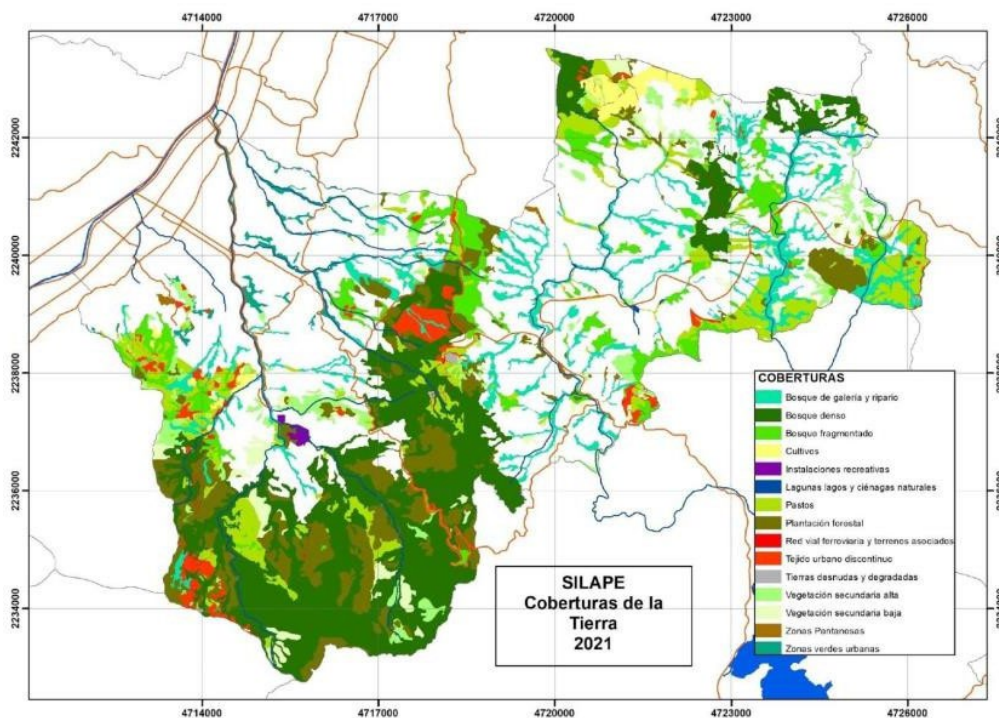 4714000 4717000 4720000 4723000 4726000
2242000
2240000
2238000
2236000
2234000
COBERTURAS
Bosque de galería y ripario
Bosque denso
Bosque fragmentado
Cultivos
Instalaciones recreativas
Lagunas lagos y ciénagas naturales
Pastos
Plantación forestal
Red vial ferroviaria y terrenos asociados
Tejido urbano discontinuo
Tierras desnudas y degradadas
Vegetación secundaria alta
Vegetación secundaria baja
Zonas Pantanosas
Zonas verdes urbanas
SILAPE
Coberturas de la
Tierra
2021
4714000 4717000 4720000 4723000 4726000